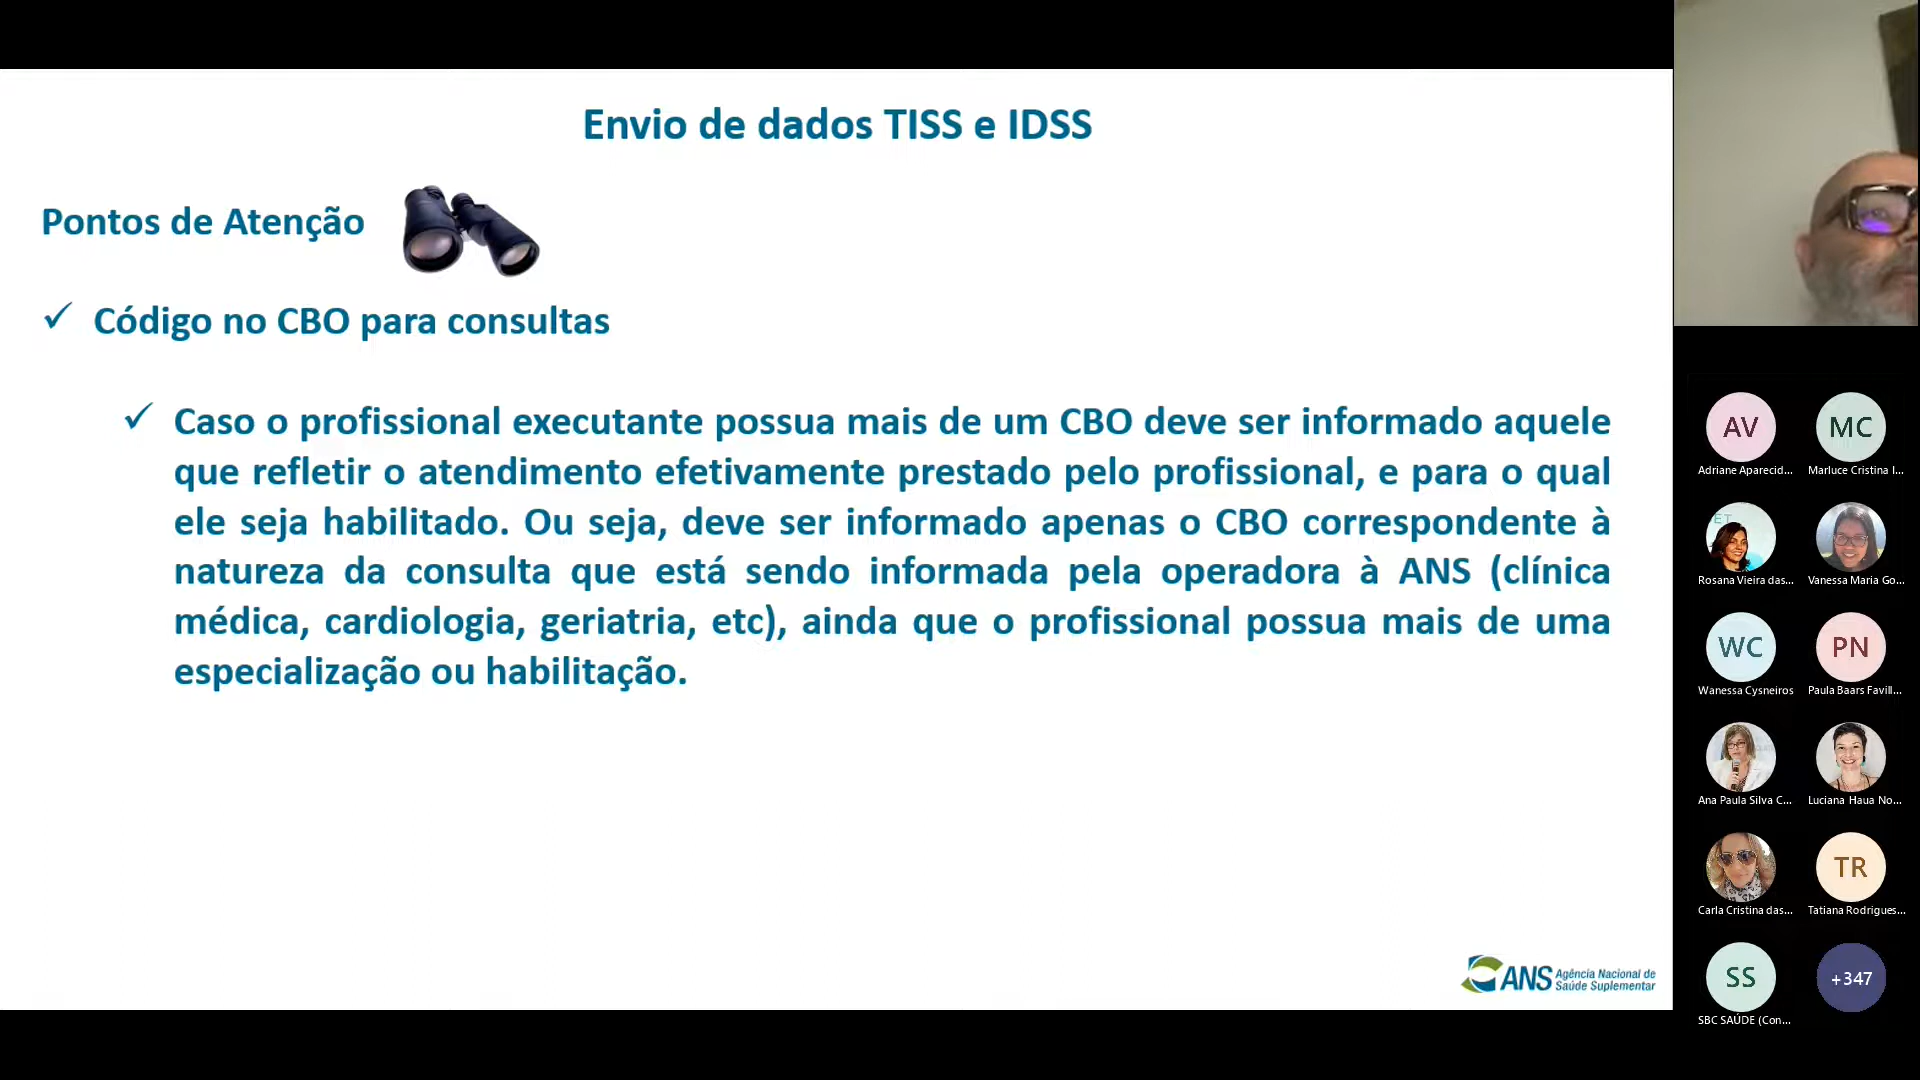 Envio de dados TISS e IDSS
Pontos de Atenção
✓ Código no CBO para consultas
✓ Caso o profissional executante possua mais de um CBO deve ser informado aquele
que refletir o atendimento efetivamente prestado pelo profissional, e para o qual
ele seja habilitado. Ou seja, deve ser informado apenas o CBO correspondente à
natureza da consulta que está sendo informada pela operadora à ANS (clínica
médica, cardiologia, geriatria, etc), ainda que o profissional possua mais de uma
especialização ou habilitação.
ANS Agência Nacional de
Saúde Suplementar
AV
MC
Adriane Aparecid...
Marluce Cristina I...
ET
Rosana Vieira das...
Vanessa Maria Go...
WC
PN
Wanessa Cysneiros
Paula Baars Favill...
Ana Paula Silva C...
Luciana Haua No...
TR
Carla Cristina das...
Tatiana Rodrigues...
SS
+347
SBC SAÚDE (Con...